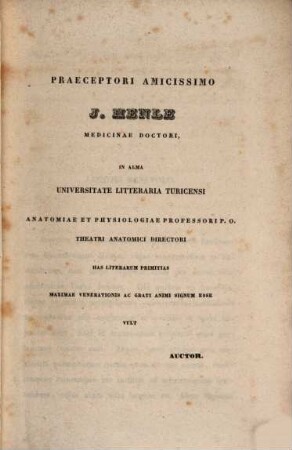 PRAECEPTORI AMICISSIMO
J. HENLE
MEDICINAE DOCTORI,
IN ALMA
UNIVERSITATE LITTERARIA TURICENSI
ANATOMIAE ET PHYSIOLOGIAE PROFESSORI P. O.
THEATRI ANATOMICI DIRECTORI
HAS LITERARUM PRIMITIAS
MAXIMAE VENERATIONIS AC GRATI ANIMI SIGNUM ESSE
VULT
AUCTOR.